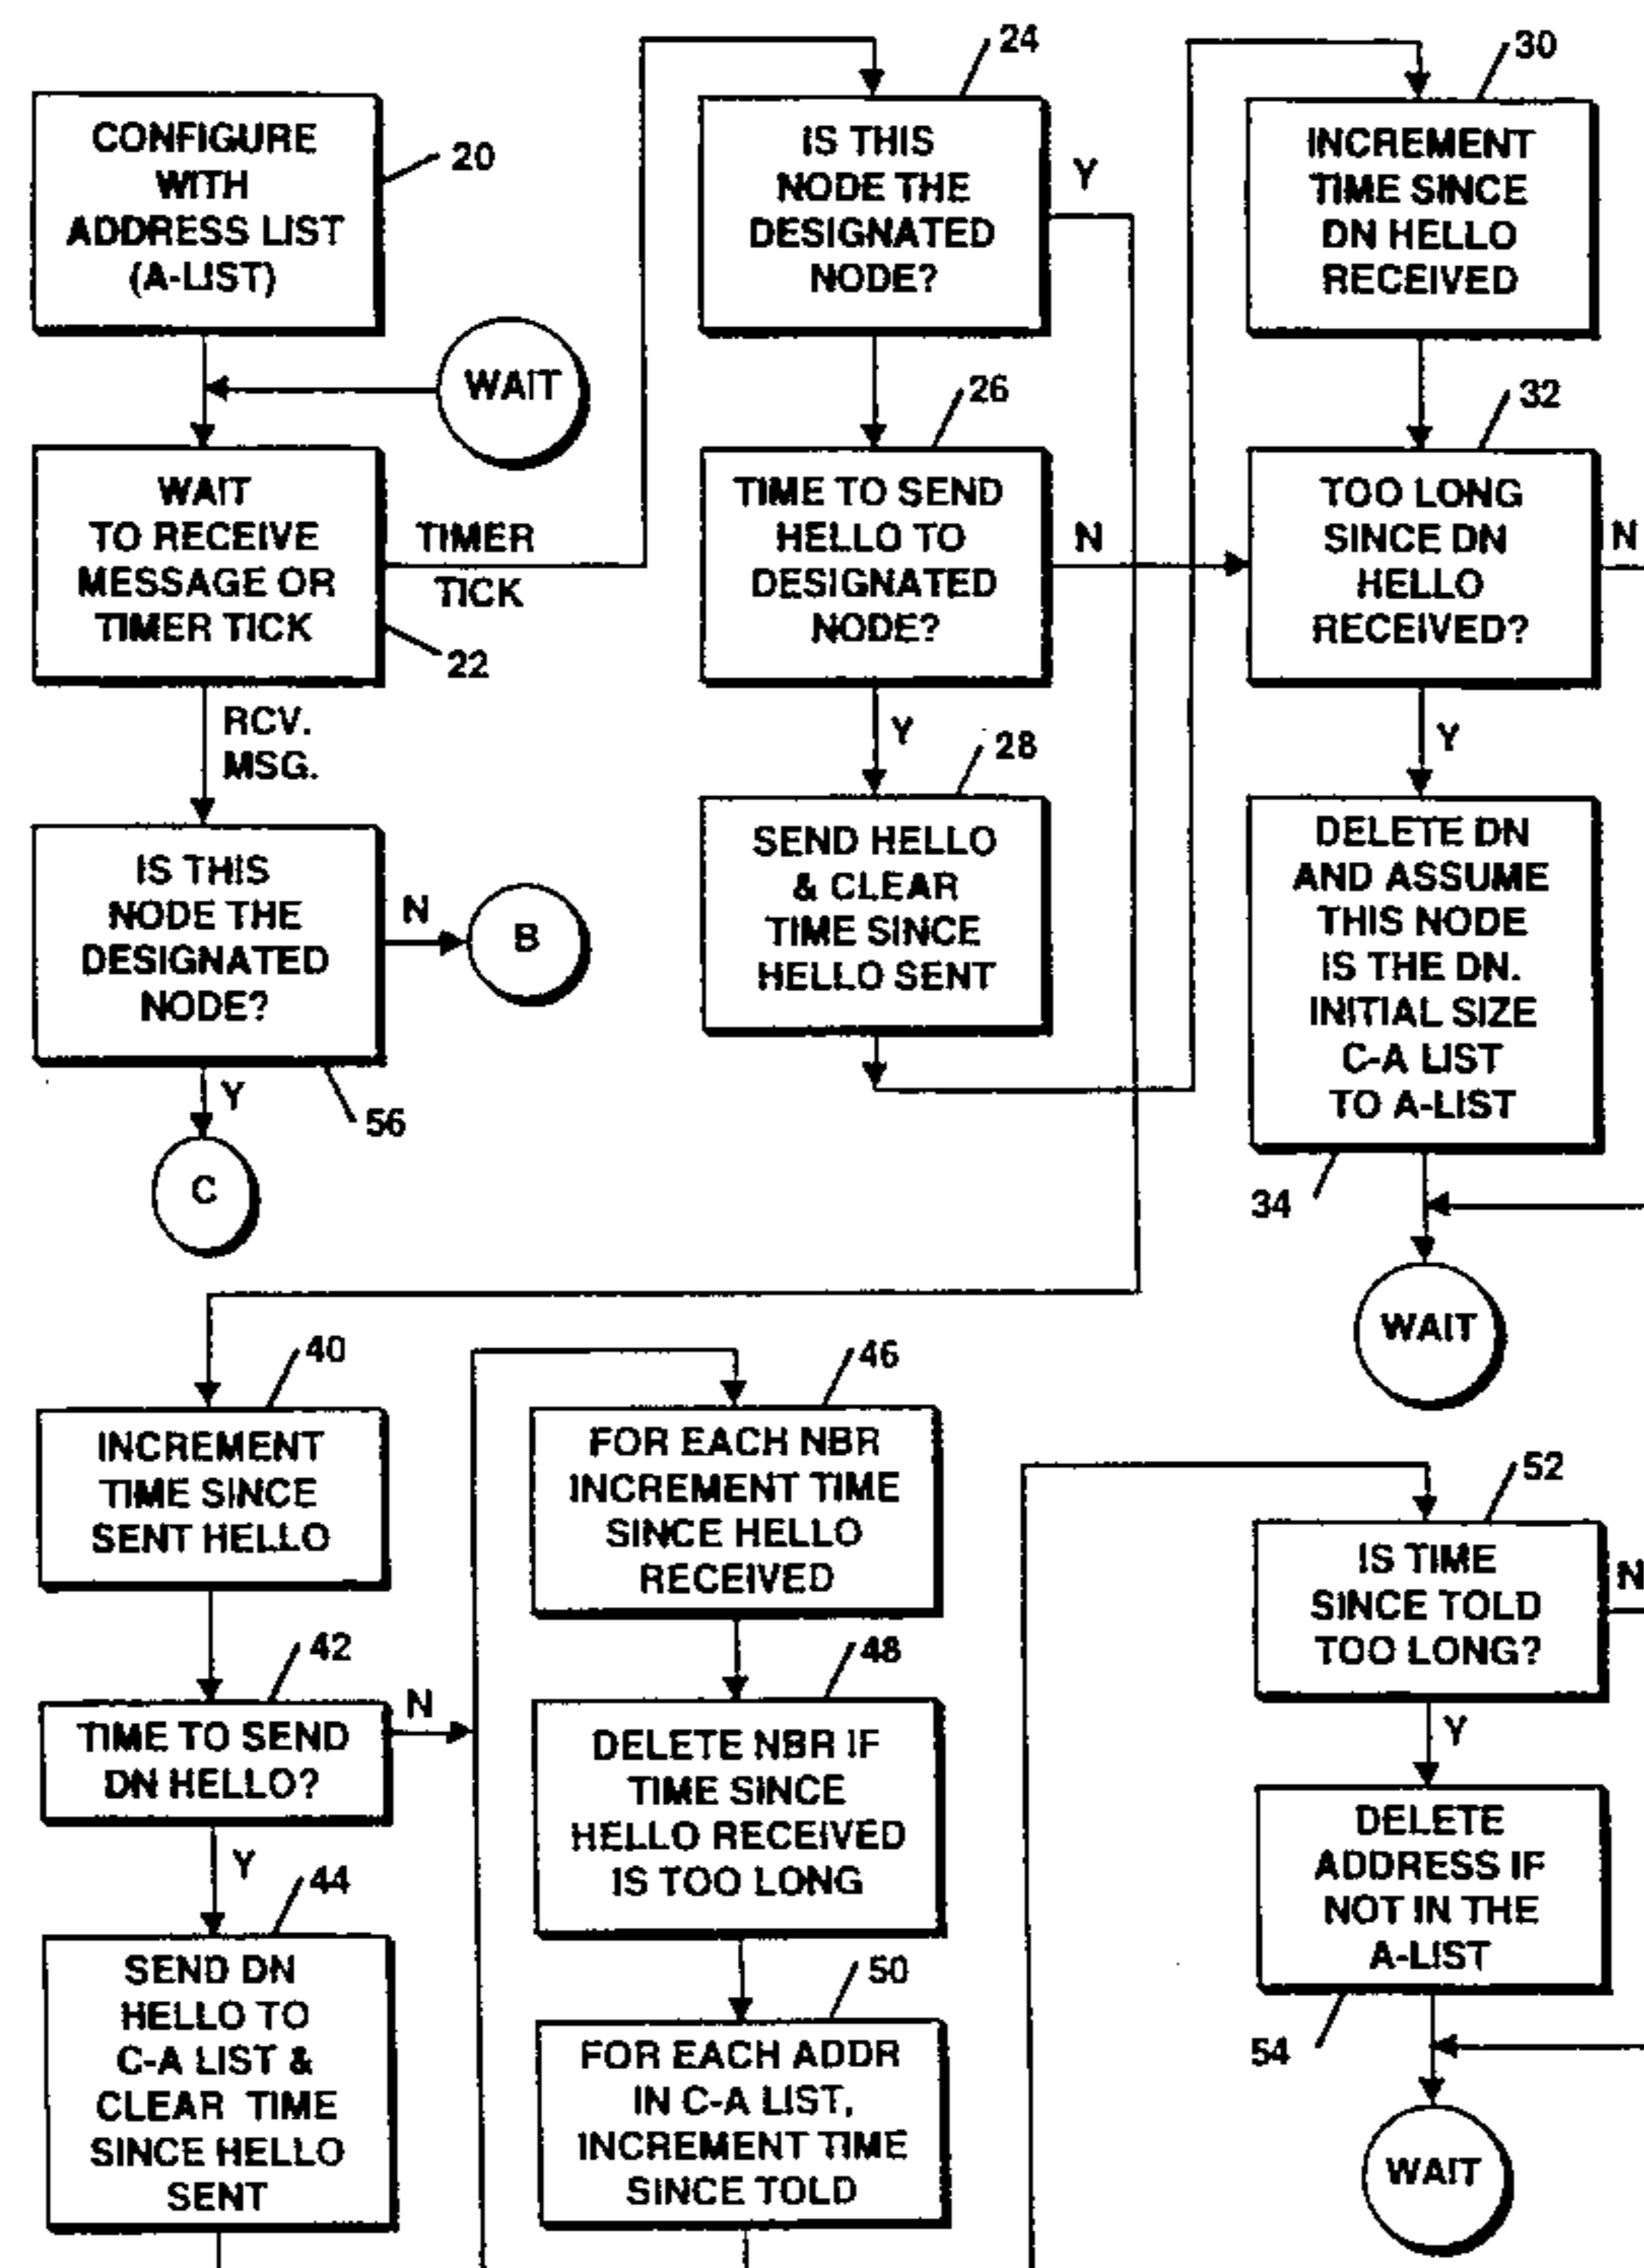 CONFIGURE
WITH
ADDRESS LIST
(A-LIST)
20
WAIT
WAIT
TO RECEIVE
MESSAGE OR
TIMER TICK
22
TIMER
TICK
RCV.
MSG.
IS THIS
NODE THE
DESIGNATED
NODE?
56
N
B
Y
C
24
IS THIS
NODE THE
DESIGNATED
NODE?
Y
26
TIME TO SEND
HELLO TO
DESIGNATED
NODE?
N
Y
28
SEND HELLO
& CLEAR
TIME SINCE
HELLO SENT
30
INCREMENT
TIME SINCE
DN HELLO
RECEIVED
32
TOO LONG
SINCE DN
HELLO
RECEIVED?
N
Y
DELETE DN
AND ASSUME
THIS NODE
IS THE DN.
INITIAL SIZE
C-A LIST
TO A-LIST
34
WAIT
40
INCREMENT
TIME SINCE
SENT HELLO
42
TIME TO SEND
DN HELLO?
N
Y
44
SEND DN
HELLO TO
C-A LIST &
CLEAR TIME
SINCE HELLO
SENT
46
FOR EACH NBR
INCREMENT TIME
SINCE HELLO
RECEIVED
48
DELETE NBR IF
TIME SINCE
HELLO RECEIVED
IS TOO LONG
50
FOR EACH ADDR
IN C-A LIST,
INCREMENT TIME
SINCE TOLD
52
IS TIME
SINCE TOLD
TOO LONG?
N
Y
DELETE
ADDRESS IF
NOT IN THE
A-LIST
54
WAIT